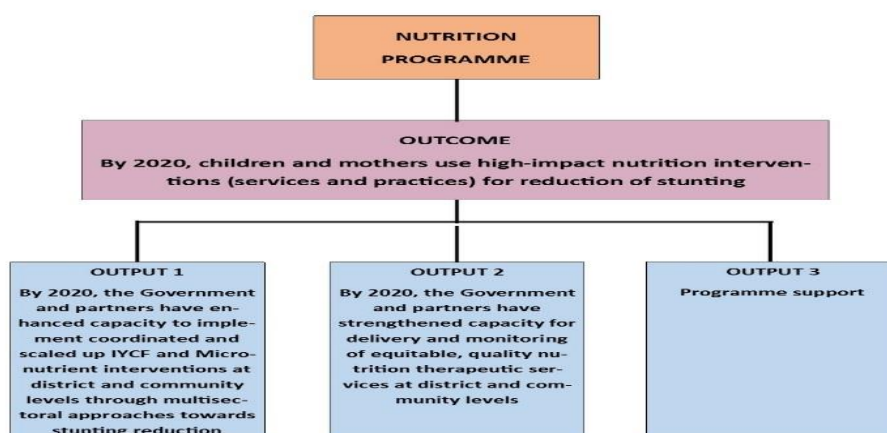 NUTRITION
PROGRAMME
OUTCOME
By 2020, children and mothers use high-impact nutrition interven-
tions (services and practices) for reduction of stunting
OUTPUT 1
By 2020, the Government
and partners have en-
hanced capacity to imple-
ment coordinated and
scaled up IYCF and Micro-
nutrient interventions at
district and community
levels through multisec-
toral approaches towards
stunting reduction
OUTPUT 2
By 2020, the Government
and partners have
strengthened capacity for
delivery and monitoring
of equitable, quality nu-
trition therapeutic ser-
vices at district and com-
munity levels
OUTPUT 3
Programme support